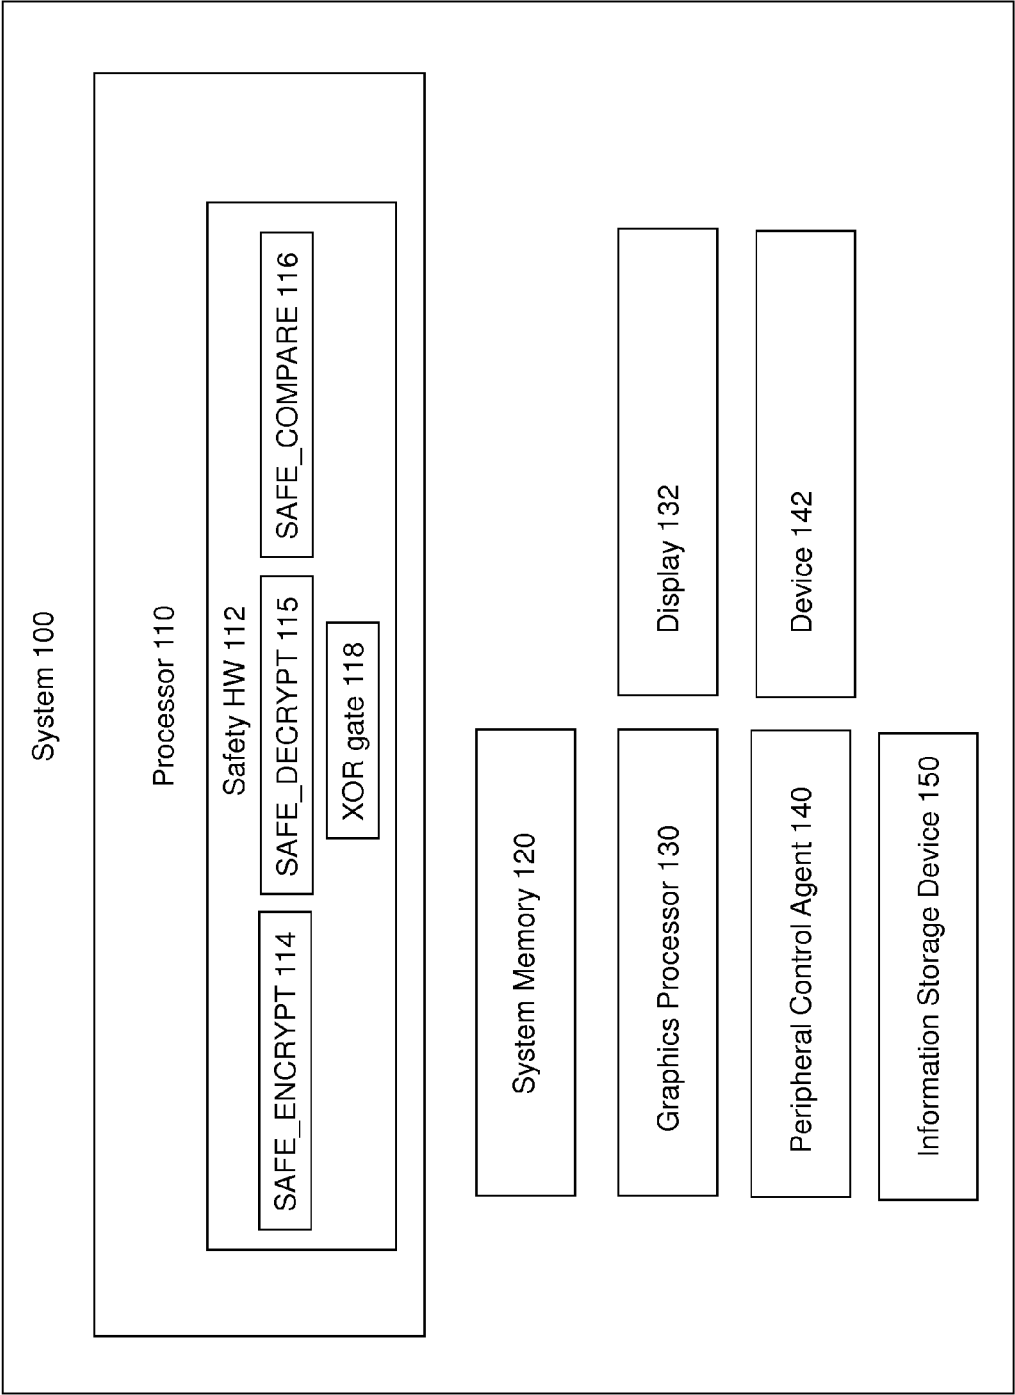 System 100
Processor 110
Safety HW 112
SAFE_ENCRYPT 114
SAFE_DECRYPT 115
SAFE_COMPARE 116
XOR gate 118
System Memory 120
Graphics Processor 130
Display 132
Peripheral Control Agent 140
Device 142
Information Storage Device 150